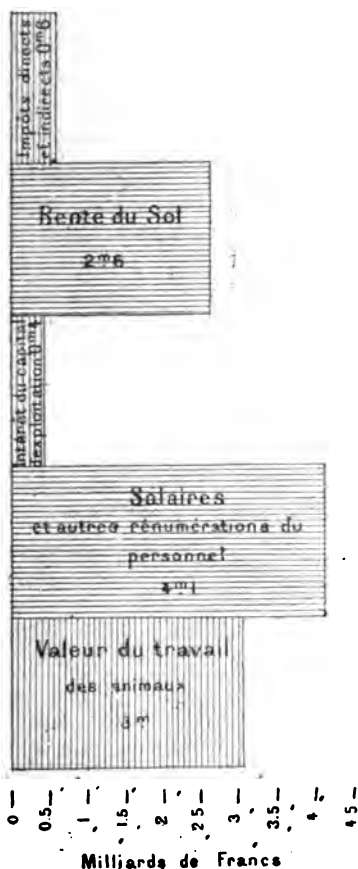 Impôts directs
et indirects 0m6
Rente du Sol
2m6
Intérêt du capital
d'exploitation 0m4
Salaires
et autres rénumérations du
personnel
4m1
Valeur du travail
des animaux
3m
0 0.5 1 1.5 2 2.5 3 3.5 4 4.5
Milliards de Francs